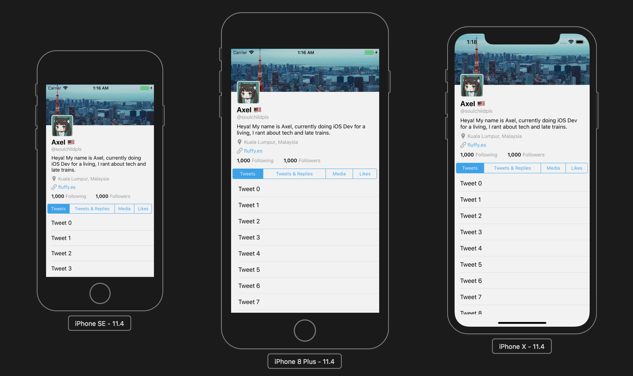 Carrier
1:16 AM
Axel
@soulchildpls
Heya! My name is Axel, currently doing
iOS Dev for a living, I rant about tech and
late trains.
Kuala Lumpur, Malaysia
fluffy.es
1,000 Following 1,000 Followers
Tweets Tweets & Replies Media Likes
Tweet 0
Tweet 1
Tweet 2
Tweet 3
iPhone SE - 11.4
Carrier
1:16 AM
Axel
@soulchildpls
Heya! My name is Axel, currently doing iOS Dev for
a living, I rant about tech and late trains.
Kuala Lumpur, Malaysia
fluffy.es
1,000 Following 1,000 Followers
Tweets Tweets & Replies Media Likes
Tweet 0
Tweet 1
Tweet 2
Tweet 3
Tweet 4
Tweet 5
Tweet 6
Tweet 7
iPhone 8 Plus - 11.4
1:16
Axel
@soulchildpls
Heya! My name is Axel, currently doing iOS Dev
for a living, I rant about tech and late trains.
Kuala Lumpur, Malaysia
fluffy.es
1,000 Following 1,000 Followers
Tweets Tweets & Replies Media Likes
Tweet 0
Tweet 1
Tweet 2
Tweet 3
Tweet 4
Tweet 5
Tweet 6
Tweet 7
Tweet 8
iPhone X - 11.4